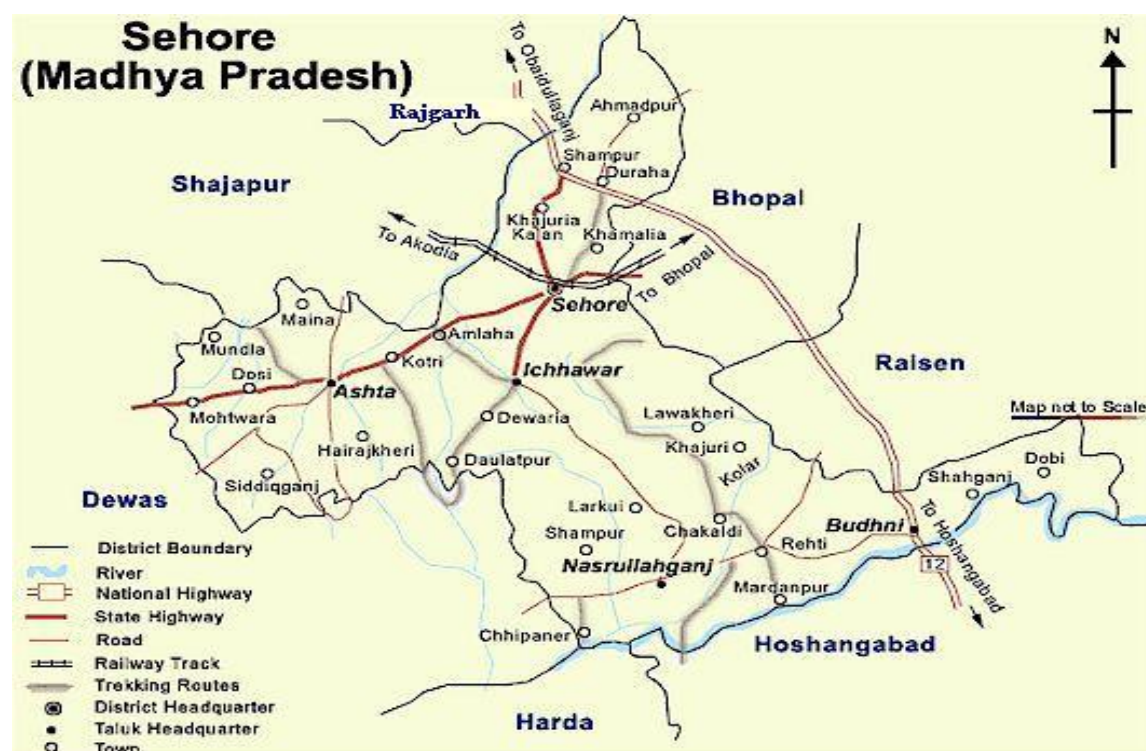 Sehore
(Madhya Pradesh)
N
To Obaidullaganj
Rajgarh
Ahmadpur
Shampur
Duraha
Shajapur
Bhopal
Khajuria
Kalan
Khamalia
To Akodia
To Bhopal
Sehore
Maina
Mundla
Amlaha
Kotri
Dosi
Ashta
Ichhawar
Raisen
Mohtwara
Dewaria
Lawakheri
Map not to Scale
Hairajkheri
Khajuri
Daulatpur
Kolar
Siddiqganj
Dobi
Shahganj
Dewas
Larkui
Chakaldi
Budhni
To Hoshangabad
Shampur
Rehti
Nasrullahganj
12
Mardanpur
Chhipaner
Hoshangabad
Harda
District Boundary
River
National Highway
State Highway
Road
Railway Track
Trekking Routes
District Headquarter
Taluk Headquarter
Town